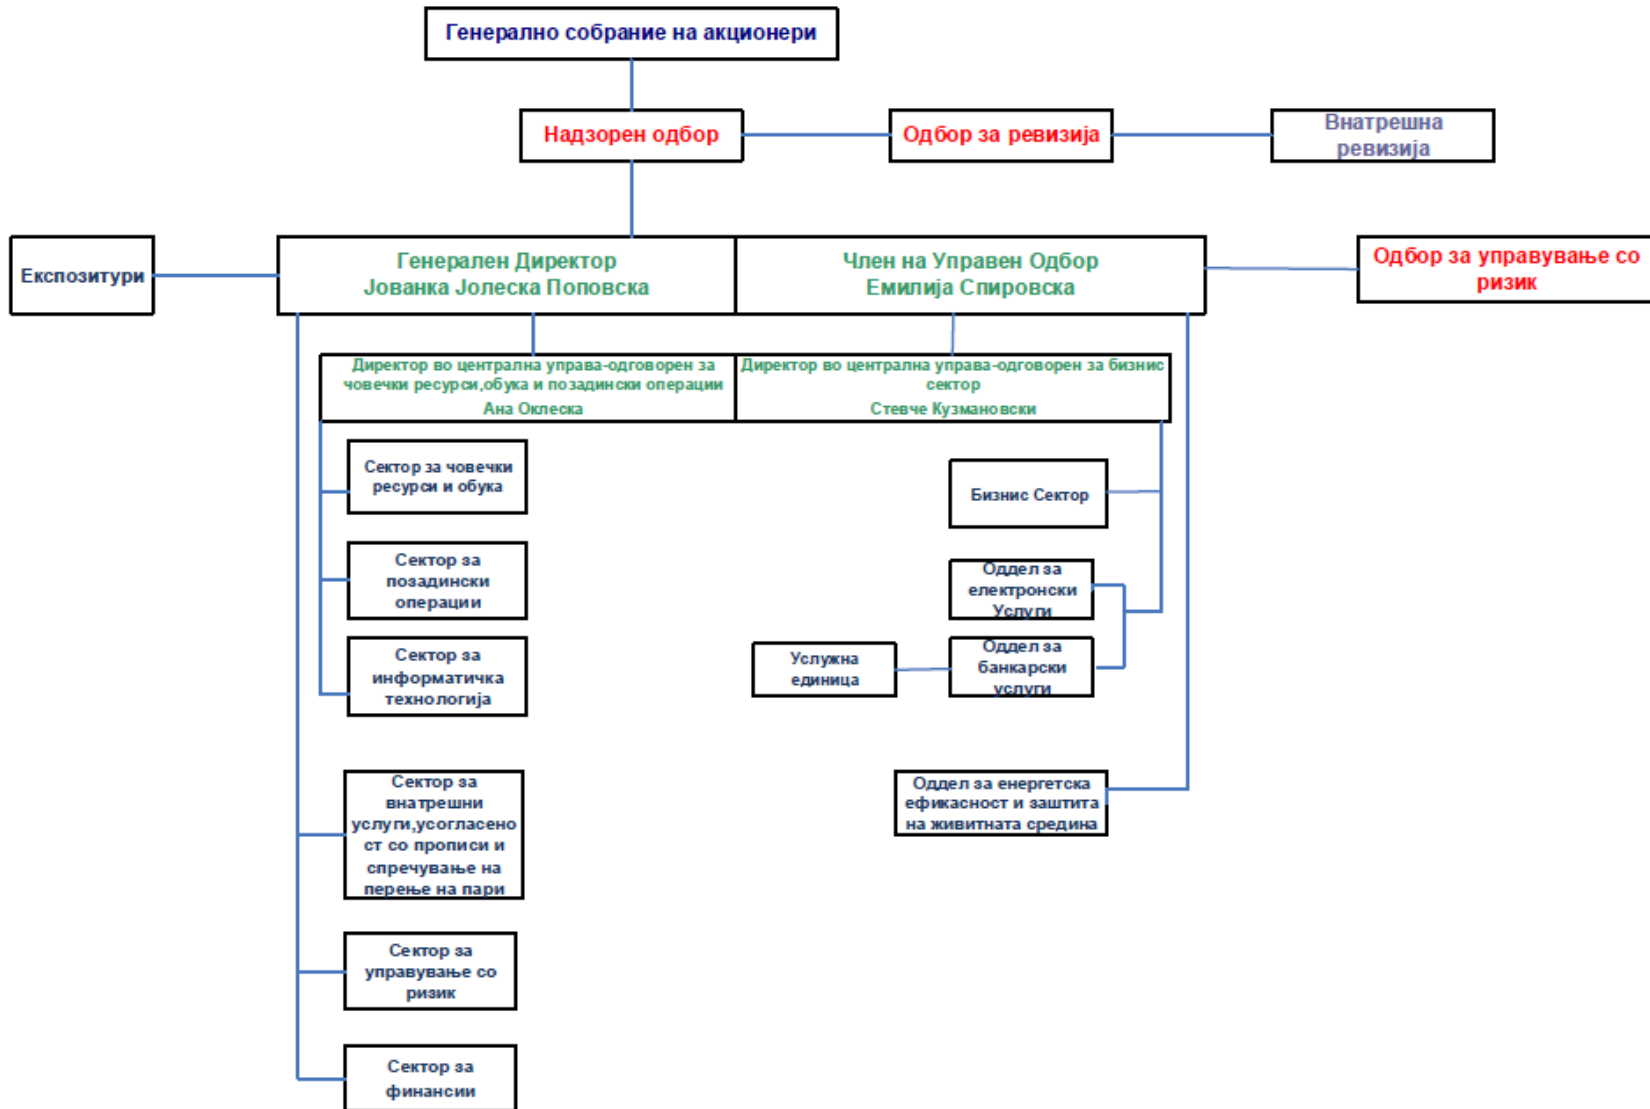 Генерално собрание на акционери
Надзорен одбор
Одбор за ревизија
Внатрешна
ревизија
Експозитури
Генерален Директор
Јованка Јолеска Поповска
Член на Управен Одбор
Емилија Спировска
Одбор за управување со
ризик
Директор во централна управа-одговорен за
човечки ресурси,обука и позадински операции
Ана Оклеска
Директор во централна управа-одговорен за бизнис
сектор
Стевче Кузмановски
Сектор за човечки
ресурси и обука
Бизнис Сектор
Сектор за
позадински
операции
Оддел за
електронски
Услуги
Сектор за
информатичка
технологија
Услужна
единица
Оддел за
банкарски
услуги
Сектор за
внатрешни
услуги,усогласено
ст со прописи и
спречување на
перење на пари
Оддел за енергетска
ефикасност и заштита
на живитната средина
Сектор за
управување со
ризик
Сектор за
финансии